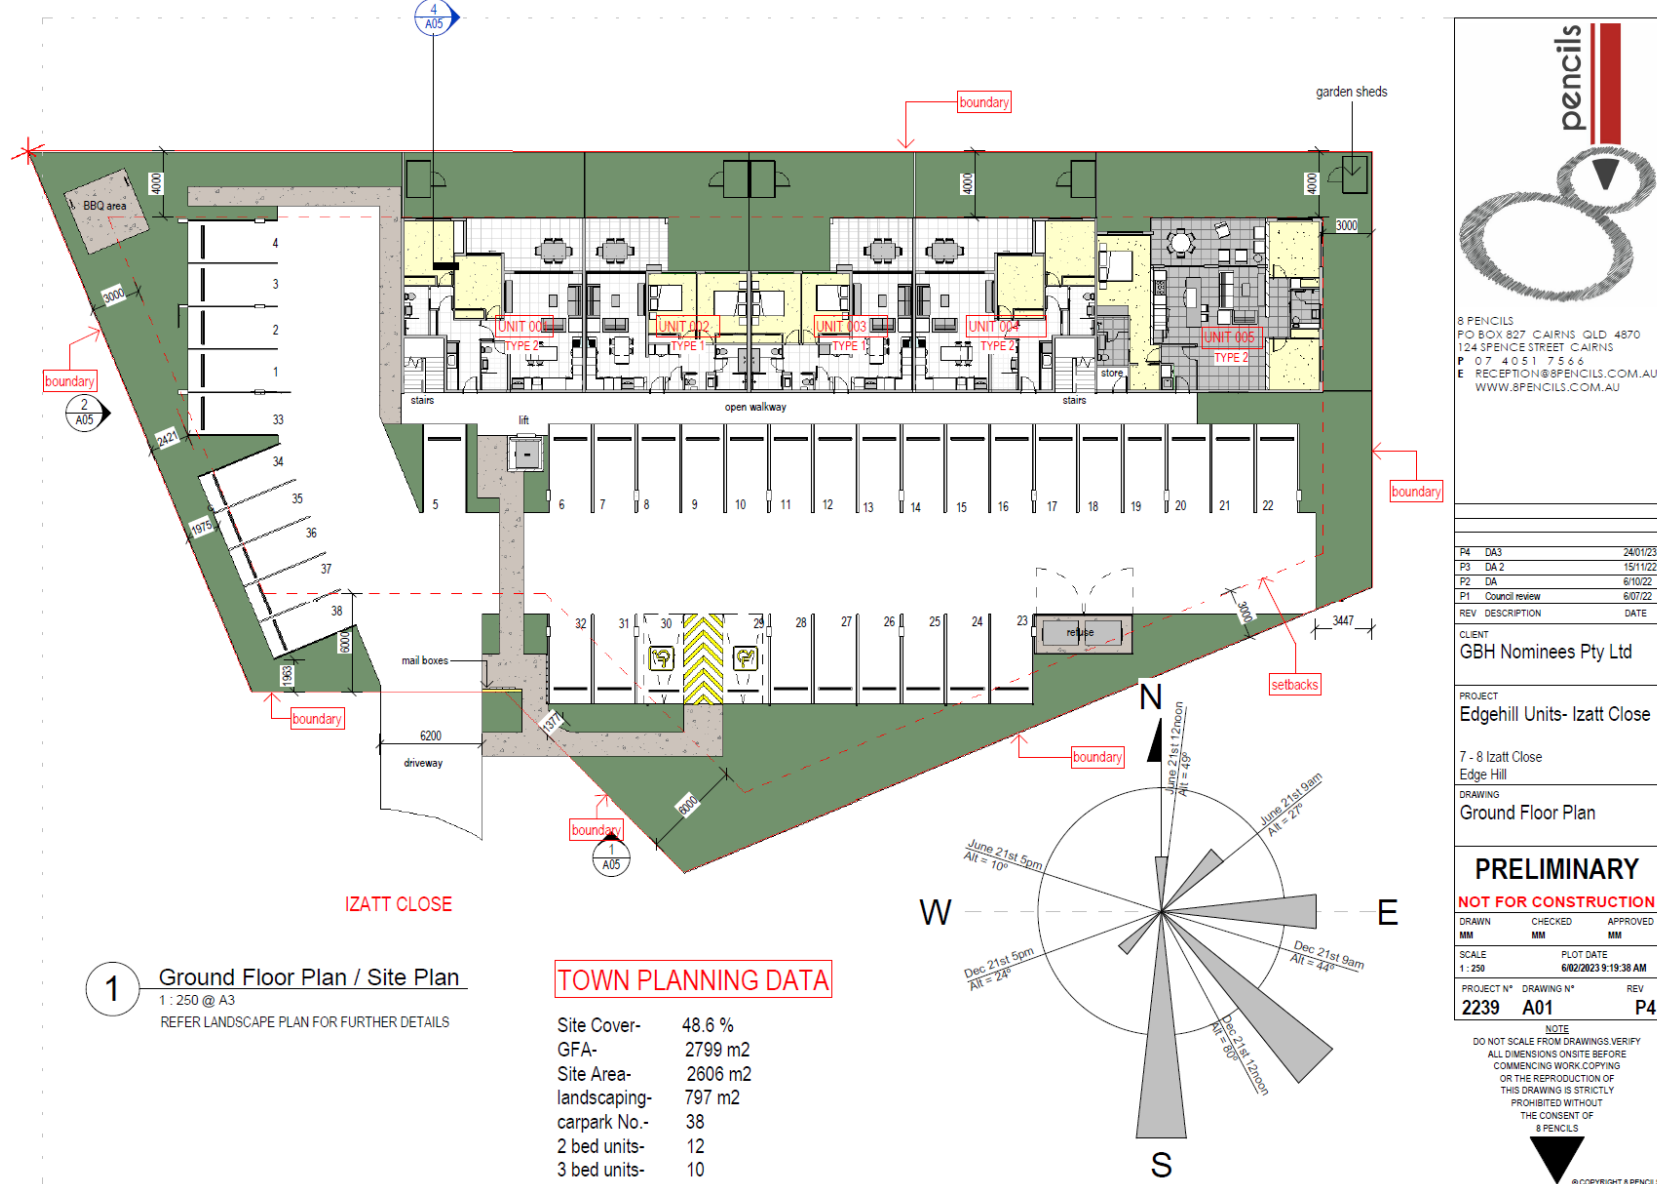 4
A05
boundary
garden sheds
4000
4000
4000
3000
BBQ area
4
3
2
1
33
34
35
36
37
38
3000
boundary
2
A05
2421
1975
UNIT 001
TYPE 2
UNIT 002
TYPE 1
UNIT 003
TYPE 1
UNIT 004
TYPE 2
UNIT 005
TYPE 2
store
stairs
open walkway
stairs
lift
5
6
7
8
9
10
11
12
13
14
15
16
17
18
19
20
21
22
boundary
32
31
30
29
28
27
26
25
24
23
refuse
3000
3447
setbacks
6000
1963
mail boxes
boundary
6200
driveway
1377
6000
boundary
boundary
1
A05
IZATT CLOSE
1
Ground Floor Plan / Site Plan
1 : 250 @ A3
REFER LANDSCAPE PLAN FOR FURTHER DETAILS
TOWN PLANNING DATA
Site Cover- 48.6 %
GFA- 2799 m2
Site Area- 2606 m2
landscaping- 797 m2
carpark No.- 38
2 bed units- 12
3 bed units- 10
N
June 21st 12noon
Alt = 49º
June 21st 9am
Alt = 27º
June 21st 5pm
Alt = 10º
W
E
Dec 21st 5pm
Alt = 24º
Dec 21st 9am
Alt = 44º
Dec 21st 12noon
Alt = 80º
S
pencils
8 PENCILS
PO BOX 827 CAIRNS QLD 4870
124 SPENCE STREET CAIRNS
P 07 4051 7566
E RECEPTION@8PENCILS.COM.AU
WWW.8PENCILS.COM.AU
P4 DA3 24/01/23
P3 DA 2 15/11/22
P2 DA 6/10/22
P1 Council review 6/07/22
REV DESCRIPTION DATE
CLIENT
GBH Nominees Pty Ltd
PROJECT
Edgehill Units- Izatt Close
7 - 8 Izatt Close
Edge Hill
DRAWING
Ground Floor Plan
PRELIMINARY
NOT FOR CONSTRUCTION
DRAWN CHECKED APPROVED
MM MM MM
SCALE PLOT DATE
1 : 250 6/02/2023 9:19:38 AM
PROJECT Nº DRAWING Nº REV
2239 A01 P4
NOTE
DO NOT SCALE FROM DRAWINGS.VERIFY
ALL DIMENSIONS ONSITE BEFORE
COMMENCING WORK.COPYING
OR THE REPRODUCTION OF
THIS DRAWING IS STRICTLY
PROHIBITED WITHOUT
THE CONSENT OF
8 PENCILS
© COPYRIGHT 8 PENCILS